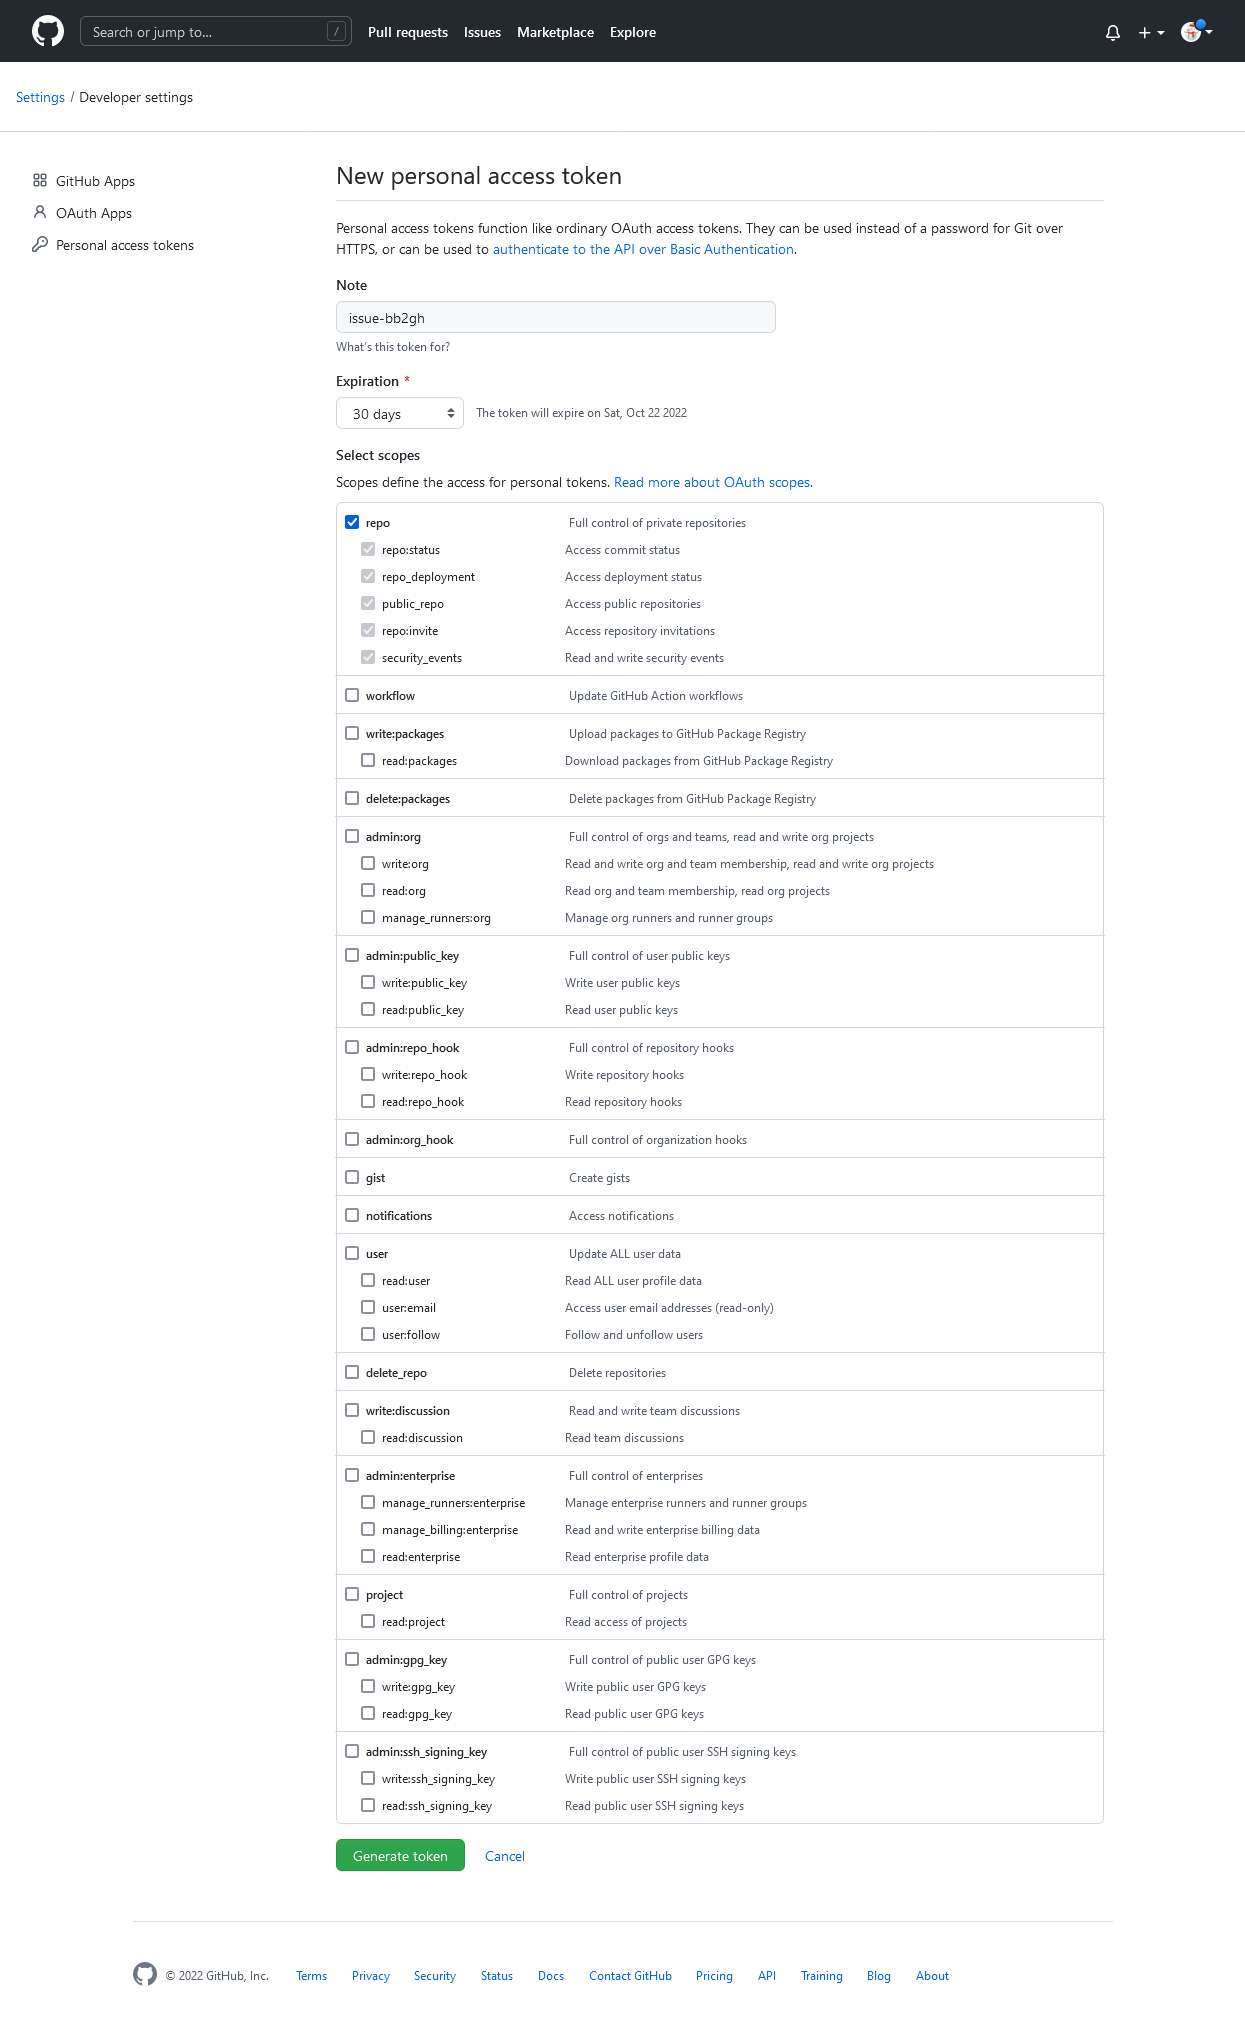 Search or jump to... /
Pull requests Issues Marketplace Explore
Settings / Developer settings
GitHub Apps
OAuth Apps
Personal access tokens
New personal access token
Personal access tokens function like ordinary OAuth access tokens. They can be used instead of a password for Git over
HTTPS, or can be used to authenticate to the API over Basic Authentication.
Note
issue-bb2gh
What's this token for?
Expiration *
30 days The token will expire on Sat, Oct 22 2022
Select scopes
Scopes define the access for personal tokens. Read more about OAuth scopes.
repo Full control of private repositories
repo:status Access commit status
repo_deployment Access deployment status
public_repo Access public repositories
repo:invite Access repository invitations
security_events Read and write security events
workflow Update GitHub Action workflows
write:packages Upload packages to GitHub Package Registry
read:packages Download packages from GitHub Package Registry
delete:packages Delete packages from GitHub Package Registry
admin:org Full control of orgs and teams, read and write org projects
write:org Read and write org and team membership, read and write org projects
read:org Read org and team membership, read org projects
manage_runners:org Manage org runners and runner groups
admin:public_key Full control of user public keys
write:public_key Write user public keys
read:public_key Read user public keys
admin:repo_hook Full control of repository hooks
write:repo_hook Write repository hooks
read:repo_hook Read repository hooks
admin:org_hook Full control of organization hooks
gist Create gists
notifications Access notifications
user Update ALL user data
read:user Read ALL user profile data
user:email Access user email addresses (read-only)
user:follow Follow and unfollow users
delete_repo Delete repositories
write:discussion Read and write team discussions
read:discussion Read team discussions
admin:enterprise Full control of enterprises
manage_runners:enterprise Manage enterprise runners and runner groups
manage_billing:enterprise Read and write enterprise billing data
read:enterprise Read enterprise profile data
project Full control of projects
read:project Read access of projects
admin:gpg_key Full control of public user GPG keys
write:gpg_key Write public user GPG keys
read:gpg_key Read public user GPG keys
admin:ssh_signing_key Full control of public user SSH signing keys
write:ssh_signing_key Write public user SSH signing keys
read:ssh_signing_key Read public user SSH signing keys
Generate token Cancel
© 2022 GitHub, Inc. Terms Privacy Security Status Docs Contact GitHub Pricing API Training Blog About